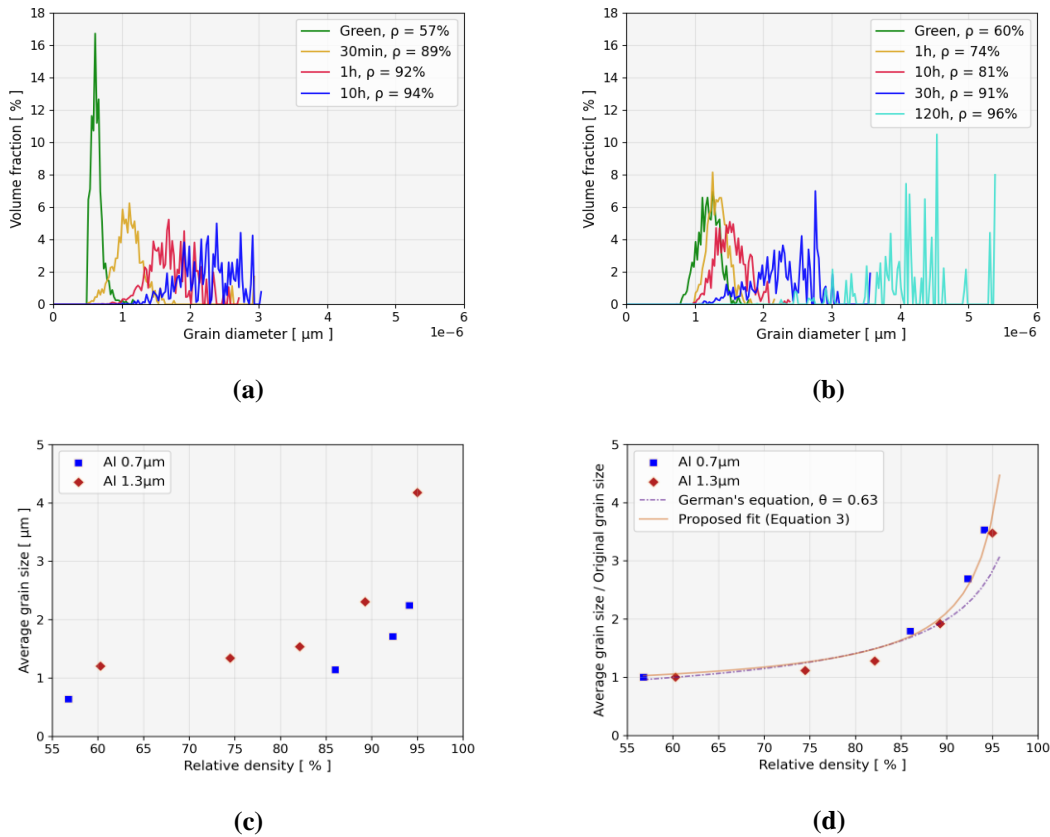 18
16
14
12
10
8
6
4
2
0
Volume fraction [ % ]
Green, ρ = 57%
30min, ρ = 89%
1h, ρ = 92%
10h, ρ = 94%
0 1 2 3 4 5 6
1e−6
Grain diameter [ μm ]
(a)
18
16
14
12
10
8
6
4
2
0
Volume fraction [ % ]
Green, ρ = 60%
1h, ρ = 74%
10h, ρ = 81%
30h, ρ = 91%
120h, ρ = 96%
0 1 2 3 4 5 6
1e−6
Grain diameter [ μm ]
(b)
5
4
3
2
1
0
Average grain size [ μm ]
Al 0.7μm
Al 1.3μm
55 60 65 70 75 80 85 90 95 100
Relative density [ % ]
(c)
5
4
3
2
1
0
Average grain size / Original grain size
Al 0.7μm
Al 1.3μm
German's equation, θ = 0.63
Proposed fit (Equation 3)
55 60 65 70 75 80 85 90 95 100
Relative density [ % ]
(d)